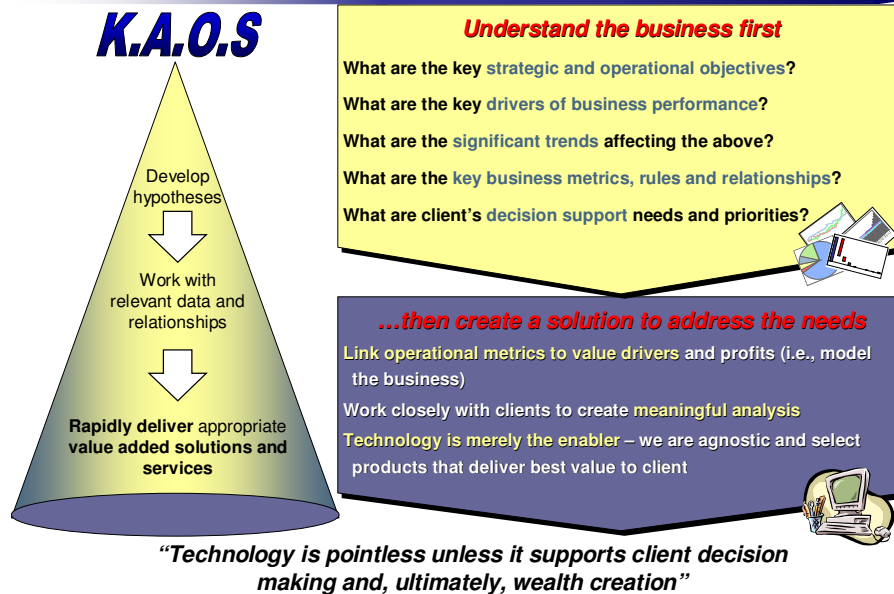 K.A.O.S
Develop
hypotheses
Work with
relevant data and
relationships
Rapidly deliver appropriate
value added solutions and
services
Understand the business first
What are the key strategic and operational objectives?
What are the key drivers of business performance?
What are the significant trends affecting the above?
What are the key business metrics, rules and relationships?
What are client's decision support needs and priorities?
…then create a solution to address the needs
Link operational metrics to value drivers and profits (i.e., model
the business)
Work closely with clients to create meaningful analysis
Technology is merely the enabler – we are agnostic and select
products that deliver best value to client
“Technology is pointless unless it supports client decision
making and, ultimately, wealth creation”